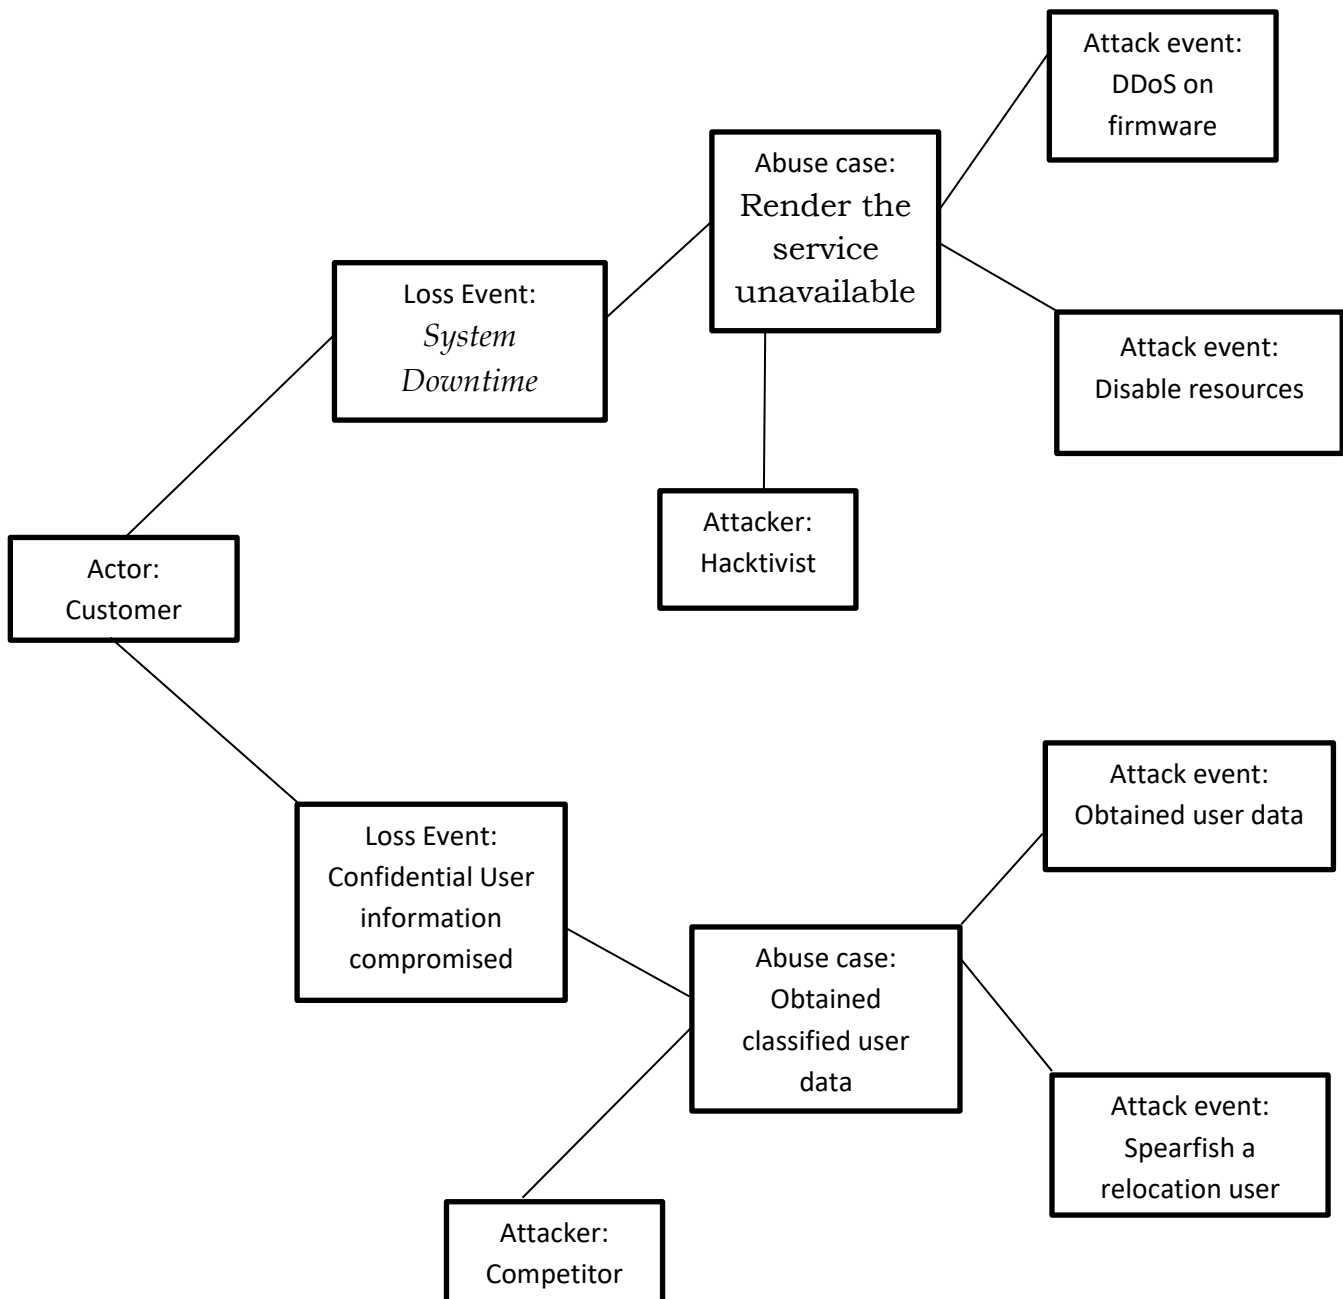 Attack event:
DDoS on
firmware
Abuse case:
Render the
service
unavailable
Loss Event:
System
Downtime
Attack event:
Disable resources
Attacker:
Hacktivist
Actor:
Customer
Attack event:
Obtained user data
Loss Event:
Confidential User
information
compromised
Abuse case:
Obtained
classified user
data
Attack event:
Spearfish a
relocation user
Attacker:
Competitor